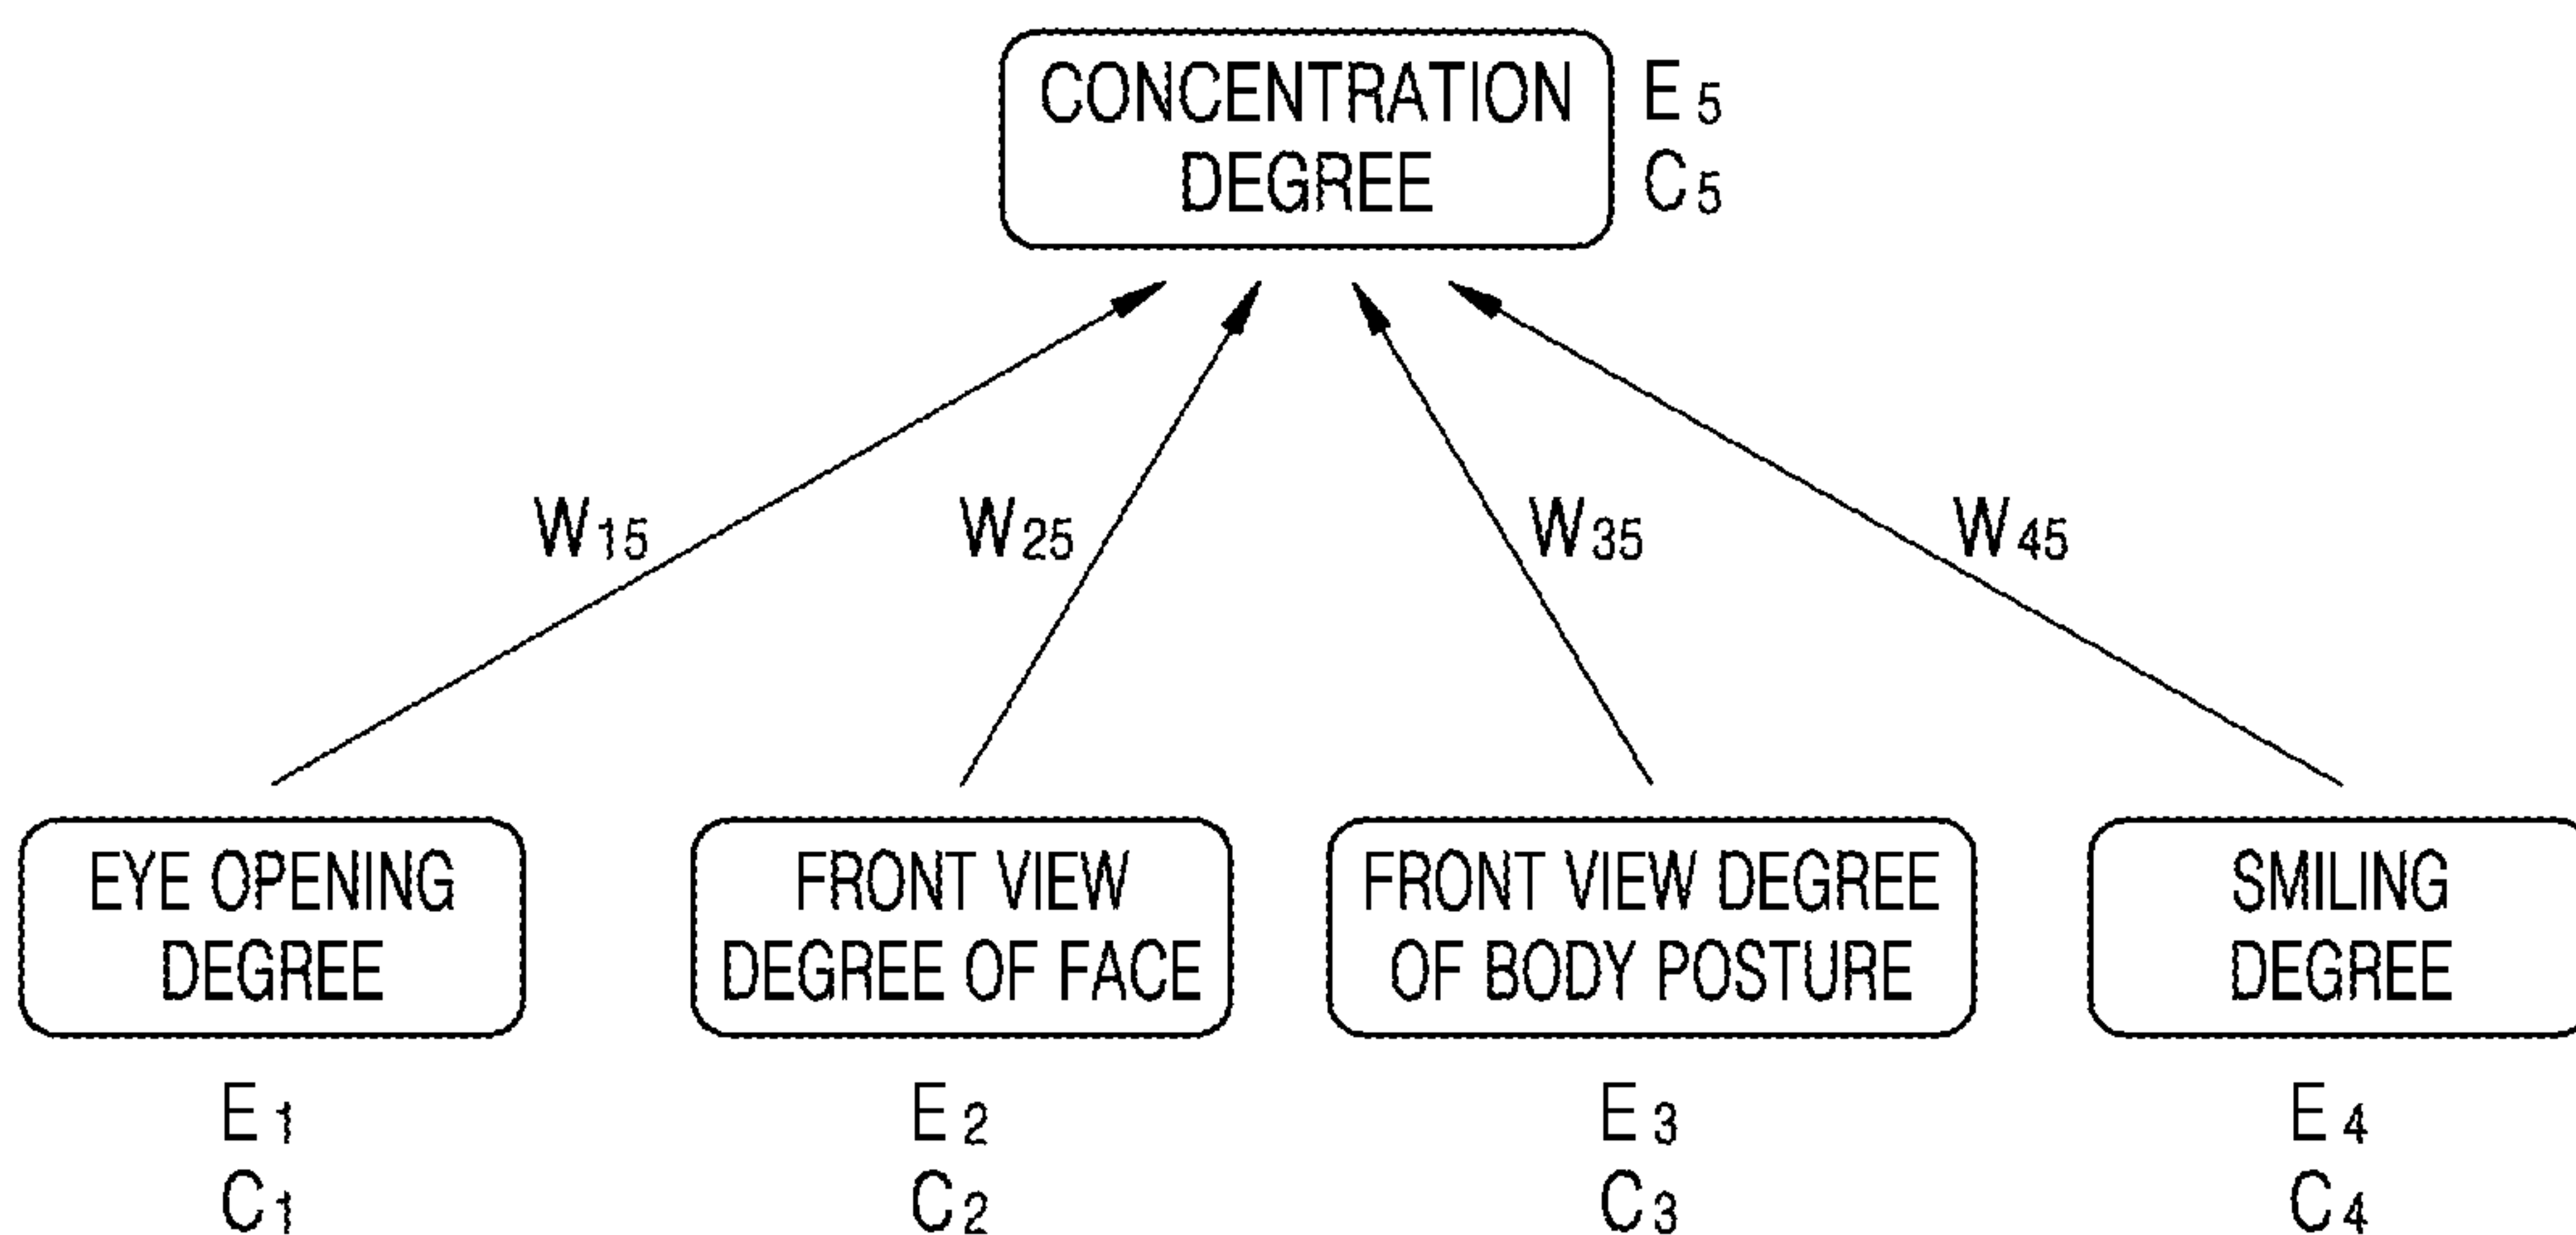 CONCENTRATION
DEGREE
E5
C5
W15
W25
W35
W45
EYE OPENING
DEGREE
FRONT VIEW
DEGREE OF FACE
FRONT VIEW DEGREE
OF BODY POSTURE
SMILING
DEGREE
E1
C1
E2
C2
E3
C3
E4
C4